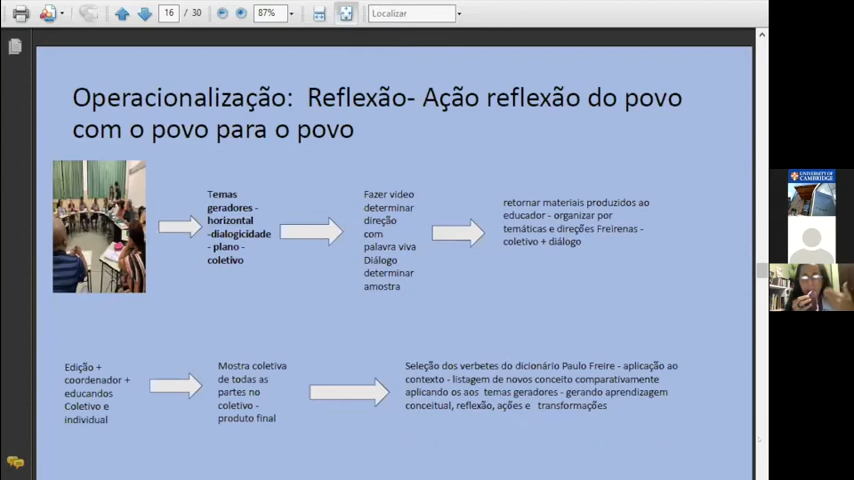 16 / 30
87%
Localizar
Operacionalização: Reflexão- Ação reflexão do povo
com o povo para o povo
Temas
geradores -
horizontal
-dialogicidade
- plano -
coletivo
Fazer video
determinar
direção
com
palavra viva
Diálogo
determinar
amostra
retornar materiais produzidos ao
educador - organizar por
temáticas e direções Freirenas -
coletivo + diálogo
Edição +
coordenador +
educandos
Coletivo e
individual
Mostra coletiva
de todas as
partes no
coletivo -
produto final
Seleção dos verbetes do dicionário Paulo Freire - aplicação ao
contexto - listagem de novos conceito comparativamente
aplicando os aos temas geradores - gerando aprendizagem
conceitual, reflexão, ações e transformações
UNIVERSITY OF
CAMBRIDGE